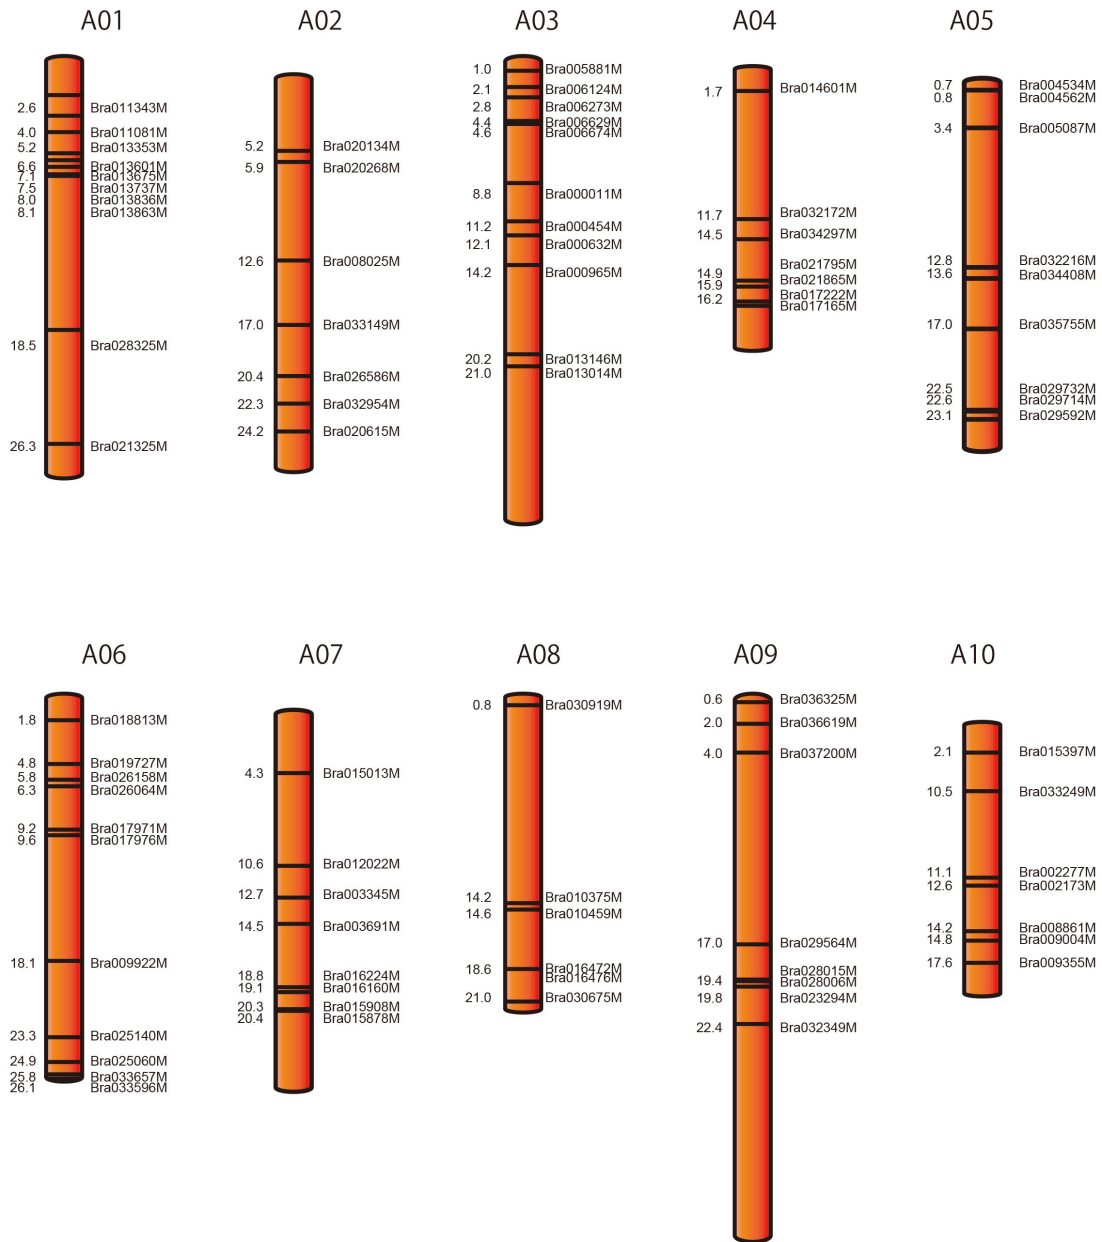 A01
2.6 Bra011343M
4.0 Bra011081M
5.2 Bra013353M
6.6 Bra013601M
7.1 Bra013675M
7.5 Bra013737M
8.0 Bra013836M
8.1 Bra013863M
18.5 Bra028325M
26.3 Bra021325M
A02
5.2 Bra020134M
5.9 Bra020268M
12.6 Bra008025M
17.0 Bra033149M
20.4 Bra026586M
22.3 Bra032954M
24.2 Bra020615M
A03
1.0 Bra005881M
2.1 Bra006124M
2.8 Bra006273M
4.4 Bra006629M
4.6 Bra006674M
8.8 Bra000011M
11.2 Bra000454M
12.1 Bra000632M
14.2 Bra000965M
20.2 Bra013146M
21.0 Bra013014M
A04
1.7 Bra014601M
11.7 Bra032172M
14.5 Bra034297M
Bra021795M
14.9 Bra021865M
15.9 Bra017222M
16.2 Bra017165M
A05
0.7 Bra004534M
0.8 Bra004562M
3.4 Bra005087M
12.8 Bra032216M
13.6 Bra034408M
17.0 Bra035755M
22.5 Bra029732M
22.6 Bra029714M
23.1 Bra029592M
A06
1.8 Bra018813M
4.8 Bra019727M
5.8 Bra026158M
6.3 Bra026064M
9.2 Bra017971M
9.6 Bra017976M
18.1 Bra009922M
23.3 Bra025140M
24.9 Bra025060M
25.8 Bra033657M
26.1 Bra033596M
A07
4.3 Bra015013M
10.6 Bra012022M
12.7 Bra003345M
14.5 Bra003691M
18.8 Bra016224M
19.1 Bra016160M
20.3 Bra015908M
20.4 Bra015878M
A08
0.8 Bra030919M
14.2 Bra010375M
14.6 Bra010459M
18.6 Bra016472M
Bra016476M
21.0 Bra030675M
A09
0.6 Bra036325M
2.0 Bra036619M
4.0 Bra037200M
17.0 Bra029564M
Bra028015M
19.4 Bra028006M
19.8 Bra023294M
22.4 Bra032349M
A10
2.1 Bra015397M
10.5 Bra033249M
11.1 Bra002277M
12.6 Bra002173M
14.2 Bra008861M
14.8 Bra009004M
17.6 Bra009355M